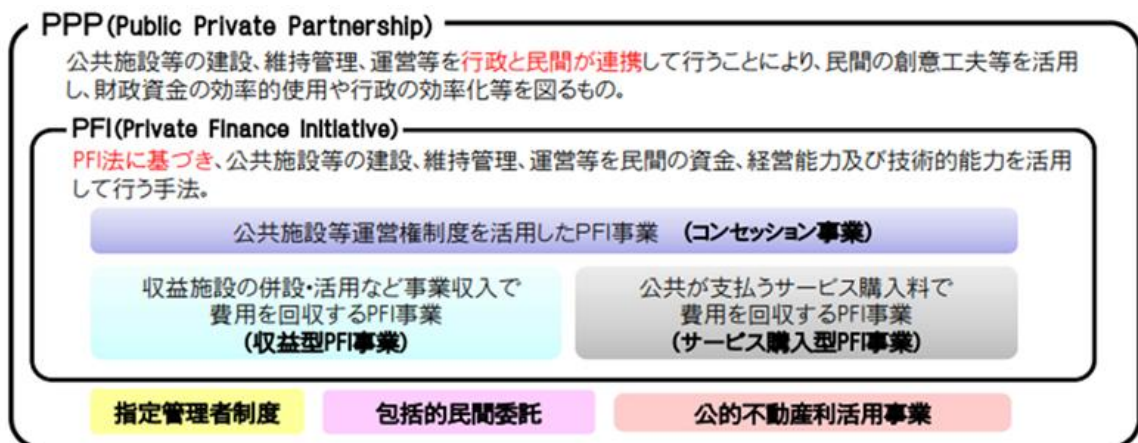 PPP(Public Private Partnership)
公共施設等の建設、維持管理、運営等を行政と民間が連携して行うことにより、民間の創意工夫等を活用
し、財政資金の効率的使用や行政の効率化等を図るもの。
PFI(Private Finance Initiative)
PFI法に基づき、公共施設等の建設、維持管理、運営等を民間の資金、経営能力及び技術的能力を活用
して行う手法。
公共施設等運営権制度を活用したPFI事業 (コンセッション事業)
収益施設の併設・活用など事業収入で
費用を回収するPFI事業
(収益型PFI事業)
公共が支払うサービス購入料で
費用を回収するPFI事業
(サービス購入型PFI事業)
指定管理者制度
包括的民間委託
公的不動産利活用事業